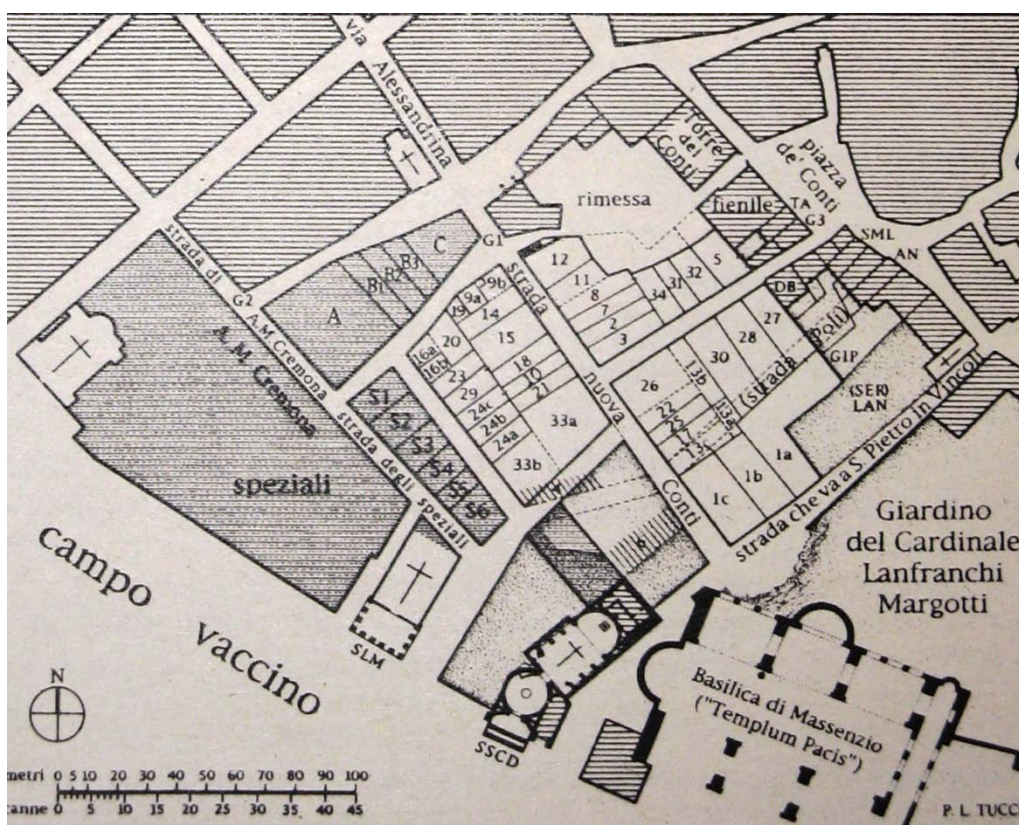 via
Alessandrina
Torre
dei
Conti
piazza
de' Conti
rimessa
fienile
TA
G3
SML
AN
strada di
A.M. Cremona
G2
G1
A
B1
B2
B3
C
12
11
8
7
2
3
34
31
32
5
strada
nuova
Conti
9b
9a
19
14
20
15
16a
16b
23
29
18
10
21
24c
24b
24a
33a
33b
4
6
26
13b
30
28
27
DB
(Poli)
G1P
(strada
22
13a
17
13c
1a
1b
1c
(SER)
LAN
strada che va a S. Pietro in Vincoli
A. M. Cremona
S1
S2
S3
S4
S5
S6
strada degli speziali
speziali
campo
vaccino
SLM
SSCD
Giardino
del Cardinale
Lanfranchi
Margotti
Basilica di Massenzio
("Templum Pacis")
N
metri 0 5 10 20 30 40 50 60 70 80 90 100
canne 0 5 10 15 20 25 30 35 40 45
P. L. TUCCI